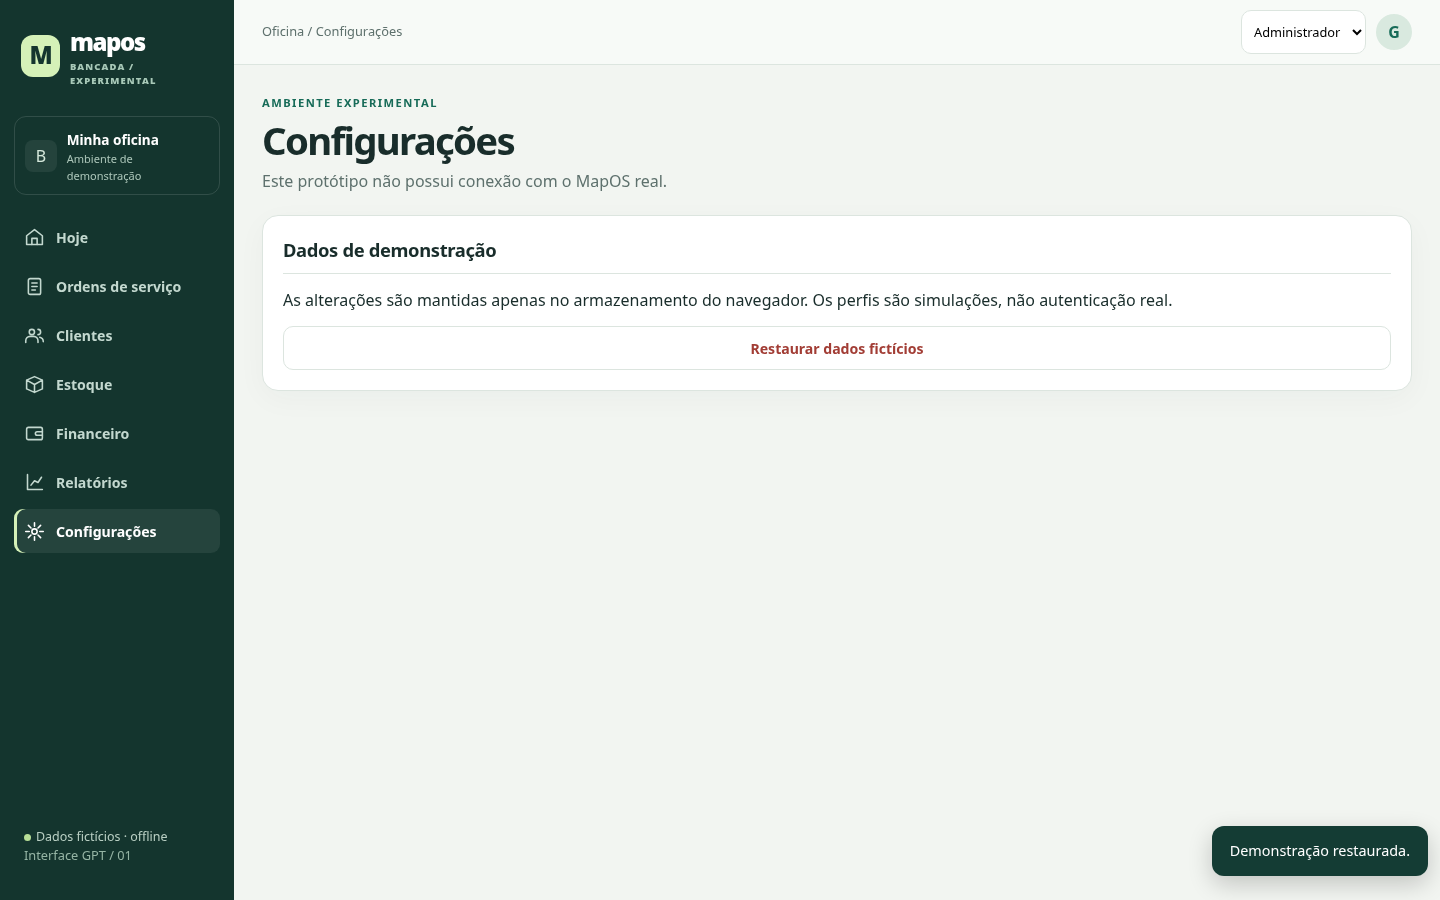 M
mapos
BANCADA /
EXPERIMENTAL
B
Minha oficina
Ambiente de
demonstração
Hoje
Ordens de serviço
Clientes
Estoque
Financeiro
Relatórios
Configurações
Dados fictícios · offline
Interface GPT / 01
Oficina / Configurações
Administrador
G
AMBIENTE EXPERIMENTAL
Configurações
Este protótipo não possui conexão com o MapOS real.
Dados de demonstração
As alterações são mantidas apenas no armazenamento do navegador. Os perfis são simulações, não autenticação real.
Restaurar dados fictícios
Demonstração restaurada.